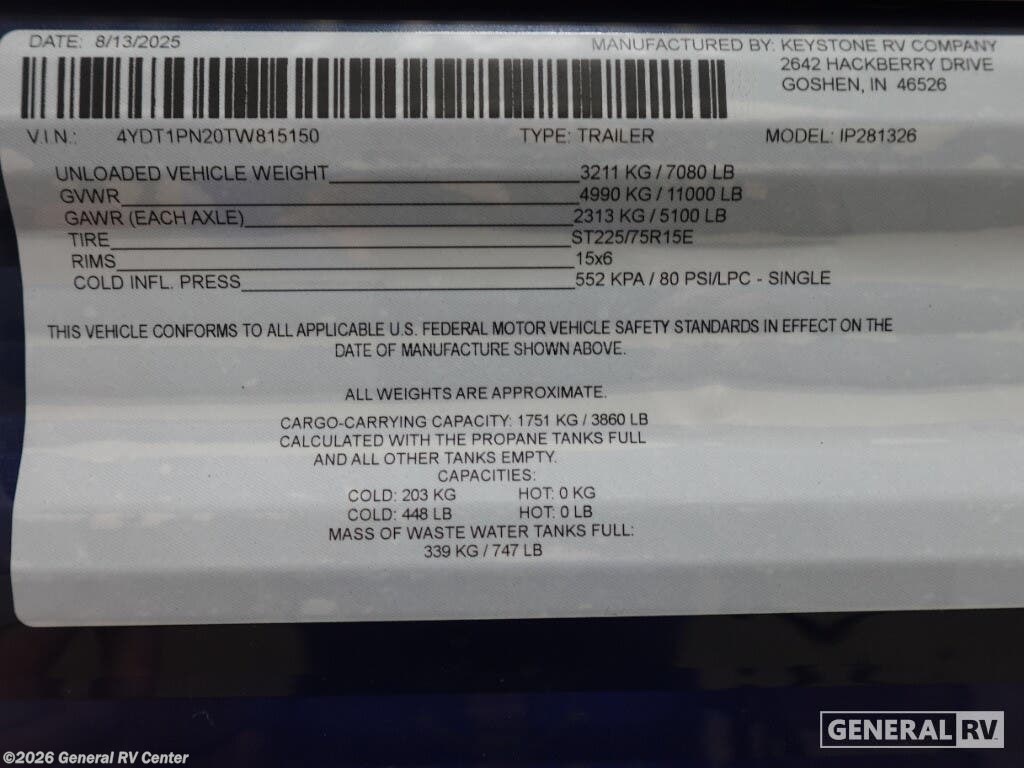 DATE: 8/13/2025
MANUFACTURED BY: KEYSTONE RV COMPANY
2642 HACKBERRY DRIVE
GOSHEN, IN 46526
V.I.N.: 4YDT1PN20TW815150 TYPE: TRAILER MODEL: IP281326
UNLOADED VEHICLE WEIGHT 3211 KG / 7080 LB
GVWR 4990 KG / 11000 LB
GAWR (EACH AXLE) 2313 KG / 5100 LB
TIRE ST225/75R15E
RIMS 15x6
COLD INFL. PRESS 552 KPA / 80 PSI/LPC - SINGLE
THIS VEHICLE CONFORMS TO ALL APPLICABLE U.S. FEDERAL MOTOR VEHICLE SAFETY STANDARDS IN EFFECT ON THE
DATE OF MANUFACTURE SHOWN ABOVE.
ALL WEIGHTS ARE APPROXIMATE.
CARGO-CARRYING CAPACITY: 1751 KG / 3860 LB
CALCULATED WITH THE PROPANE TANKS FULL
AND ALL OTHER TANKS EMPTY.
CAPACITIES:
COLD: 203 KG HOT: 0 KG
COLD: 448 LB HOT: 0 LB
MASS OF WASTE WATER TANKS FULL:
339 KG / 747 LB
GENERAL RV
©2026 General RV Center